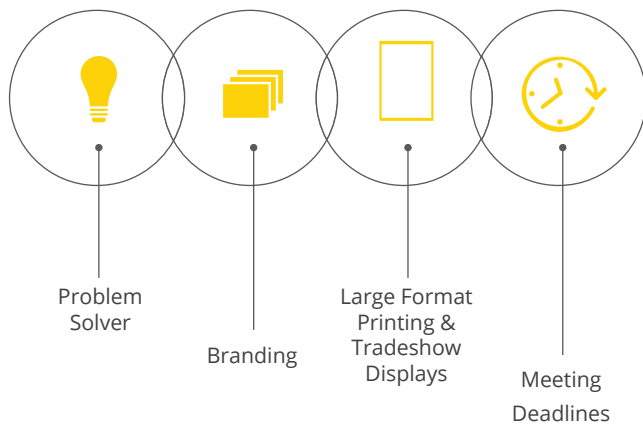 Problem
Solver
Branding
Large Format
Printing &
Tradeshow
Displays
Meeting
Deadlines